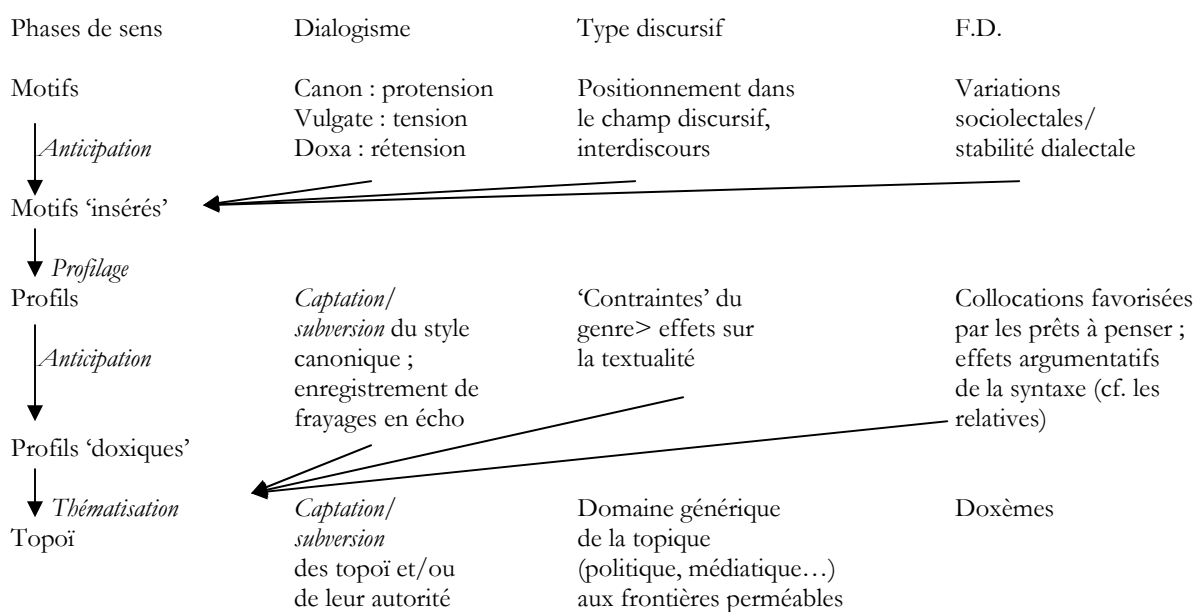 Phases de sens Dialogisme Type discursif F.D.
Motifs Canon : protension Positionnement dans Variations
Vulgate : tension le champ discursif, sociolectales/
Anticipation Doxa : rétension interdiscours stabilité dialectale
Motifs ‘insérés’
Profilage
Profils Captation/ ‘Contraintes’ du Collocations favorisées
subversion du style genre> effets sur par les prêts à penser ;
Anticipation canonique ; la textualité effets argumentatifs
enregistrement de de la syntaxe (cf. les
frayages en écho relatives)
Profils ‘doxiques’
Thématisation Captation/ Domaine générique Doxèmes
Topoï subversion de la topique
des topoï et/ou (politique, médiatique…)
de leur autorité aux frontières perméables